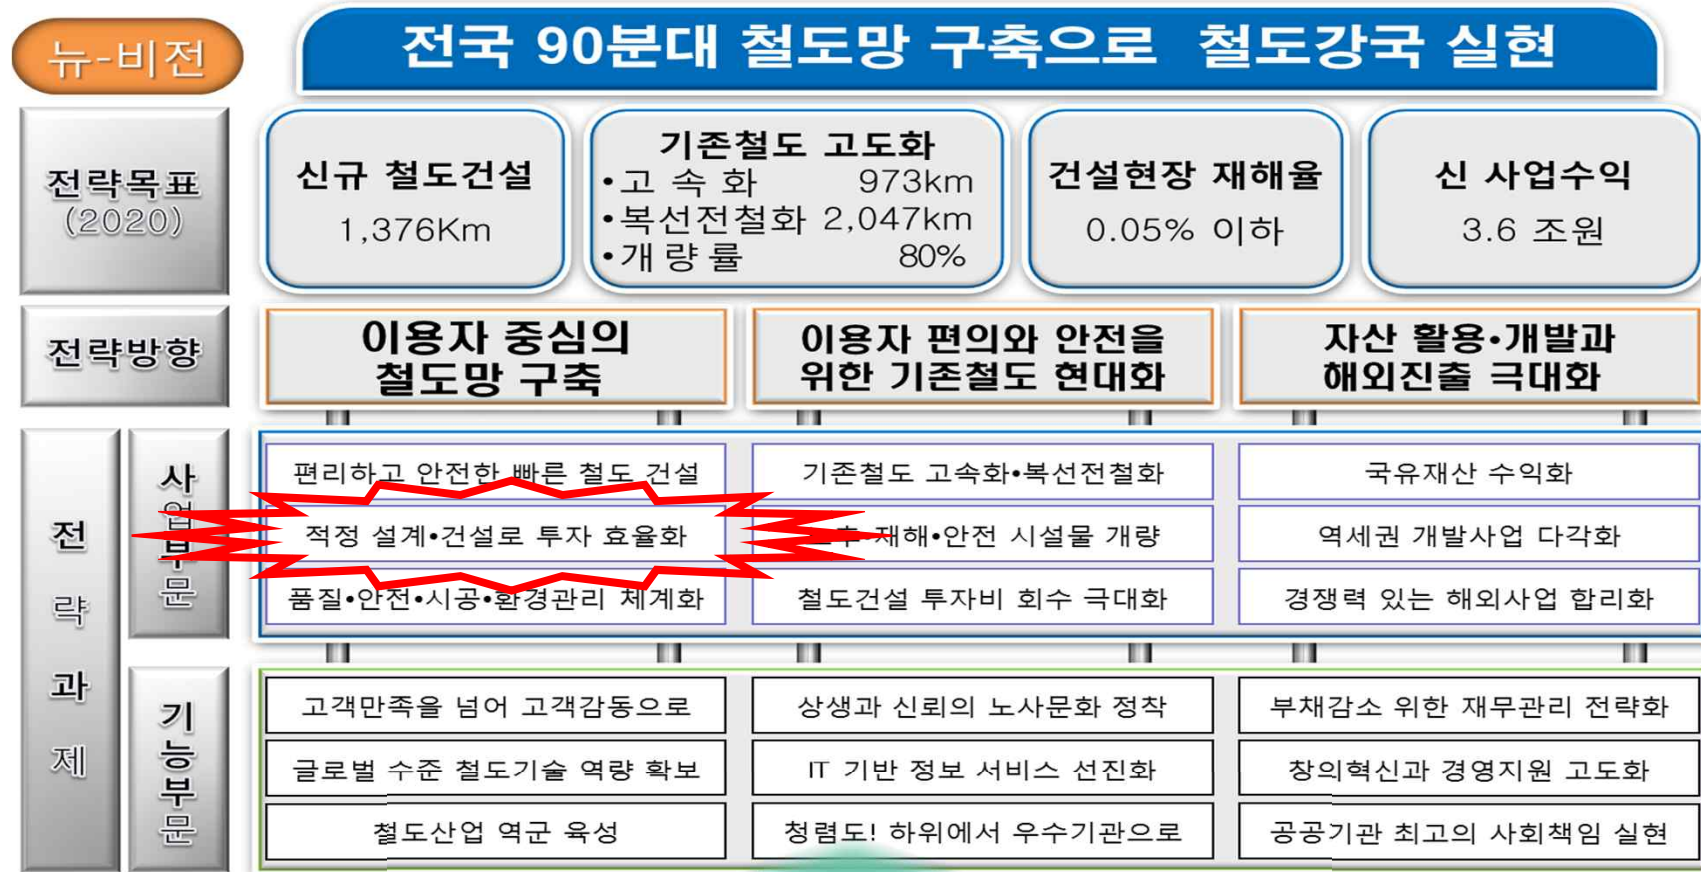 뉴-비전
전국 90분대 철도망 구축으로 철도강국 실현
전략목표
(2020)
신규 철도건설
1,376Km
기존철도 고도화
•고 속 화 973km
•복선전철화 2,047km
•개 량 률 80%
건설현장 재해율
0.05% 이하
신 사업수익
3.6 조원
전략방향
이용자 중심의
철도망 구축
이용자 편의와 안전을
위한 기존철도 현대화
자산 활용•개발과
해외진출 극대화
전략과제
사업부문
편리하고 안전한 빠른 철도 건설
기존철도 고속화•복선전철화
국유재산 수익화
적정 설계•건설로 투자 효율화
재해•안전 시설물 개량
역세권 개발사업 다각화
품질•안전•시공•환경관리 체계화
철도건설 투자비 회수 극대화
경쟁력 있는 해외사업 합리화
기능부문
고객만족을 넘어 고객감동으로
상생과 신뢰의 노사문화 정착
부채감소 위한 재무관리 전략화
글로벌 수준 철도기술 역량 확보
IT 기반 정보 서비스 선진화
창의혁신과 경영지원 고도화
철도산업 역군 육성
청렴도! 하위에서 우수기관으로
공공기관 최고의 사회책임 실현